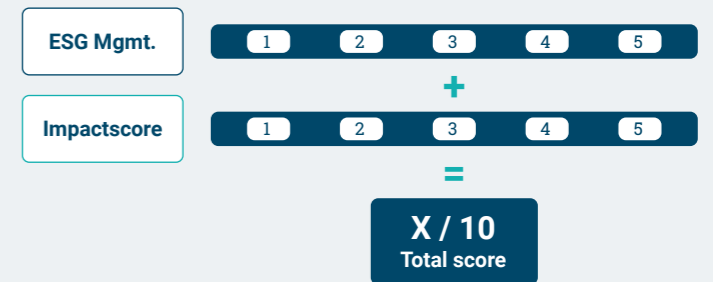 ESG Mgmt.
1 2 3 4 5
+
Impactscore
1 2 3 4 5
=
X / 10
Total score